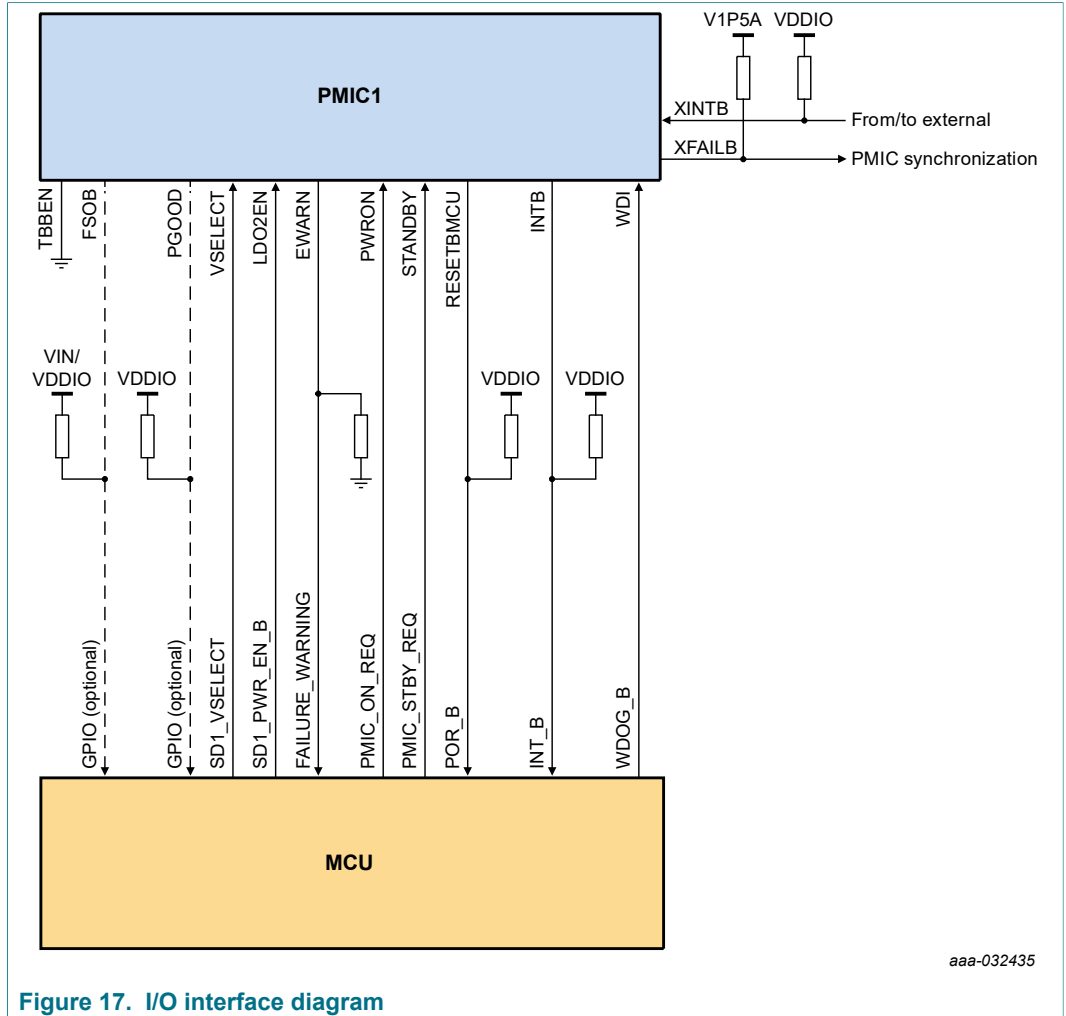 V1P5A VDDIO
PMIC1
XINTB
From/to external
XFAILB
PMIC synchronization
TBBEN
FSOB
PGOOD
VSELECT
LDO2EN
EWARN
PWRON
STANDBY
RESETBMCU
INTB
WDI
VIN/
VDDIO
VDDIO
VDDIO
VDDIO
GPIO (optional)
GPIO (optional)
SD1_VSELECT
SD1_PWR_EN_B
FAILURE_WARNING
PMIC_ON_REQ
PMIC_STBY_REQ
POR_B
INT_B
WDOG_B
MCU
aaa-032435
Figure 17. I/O interface diagram